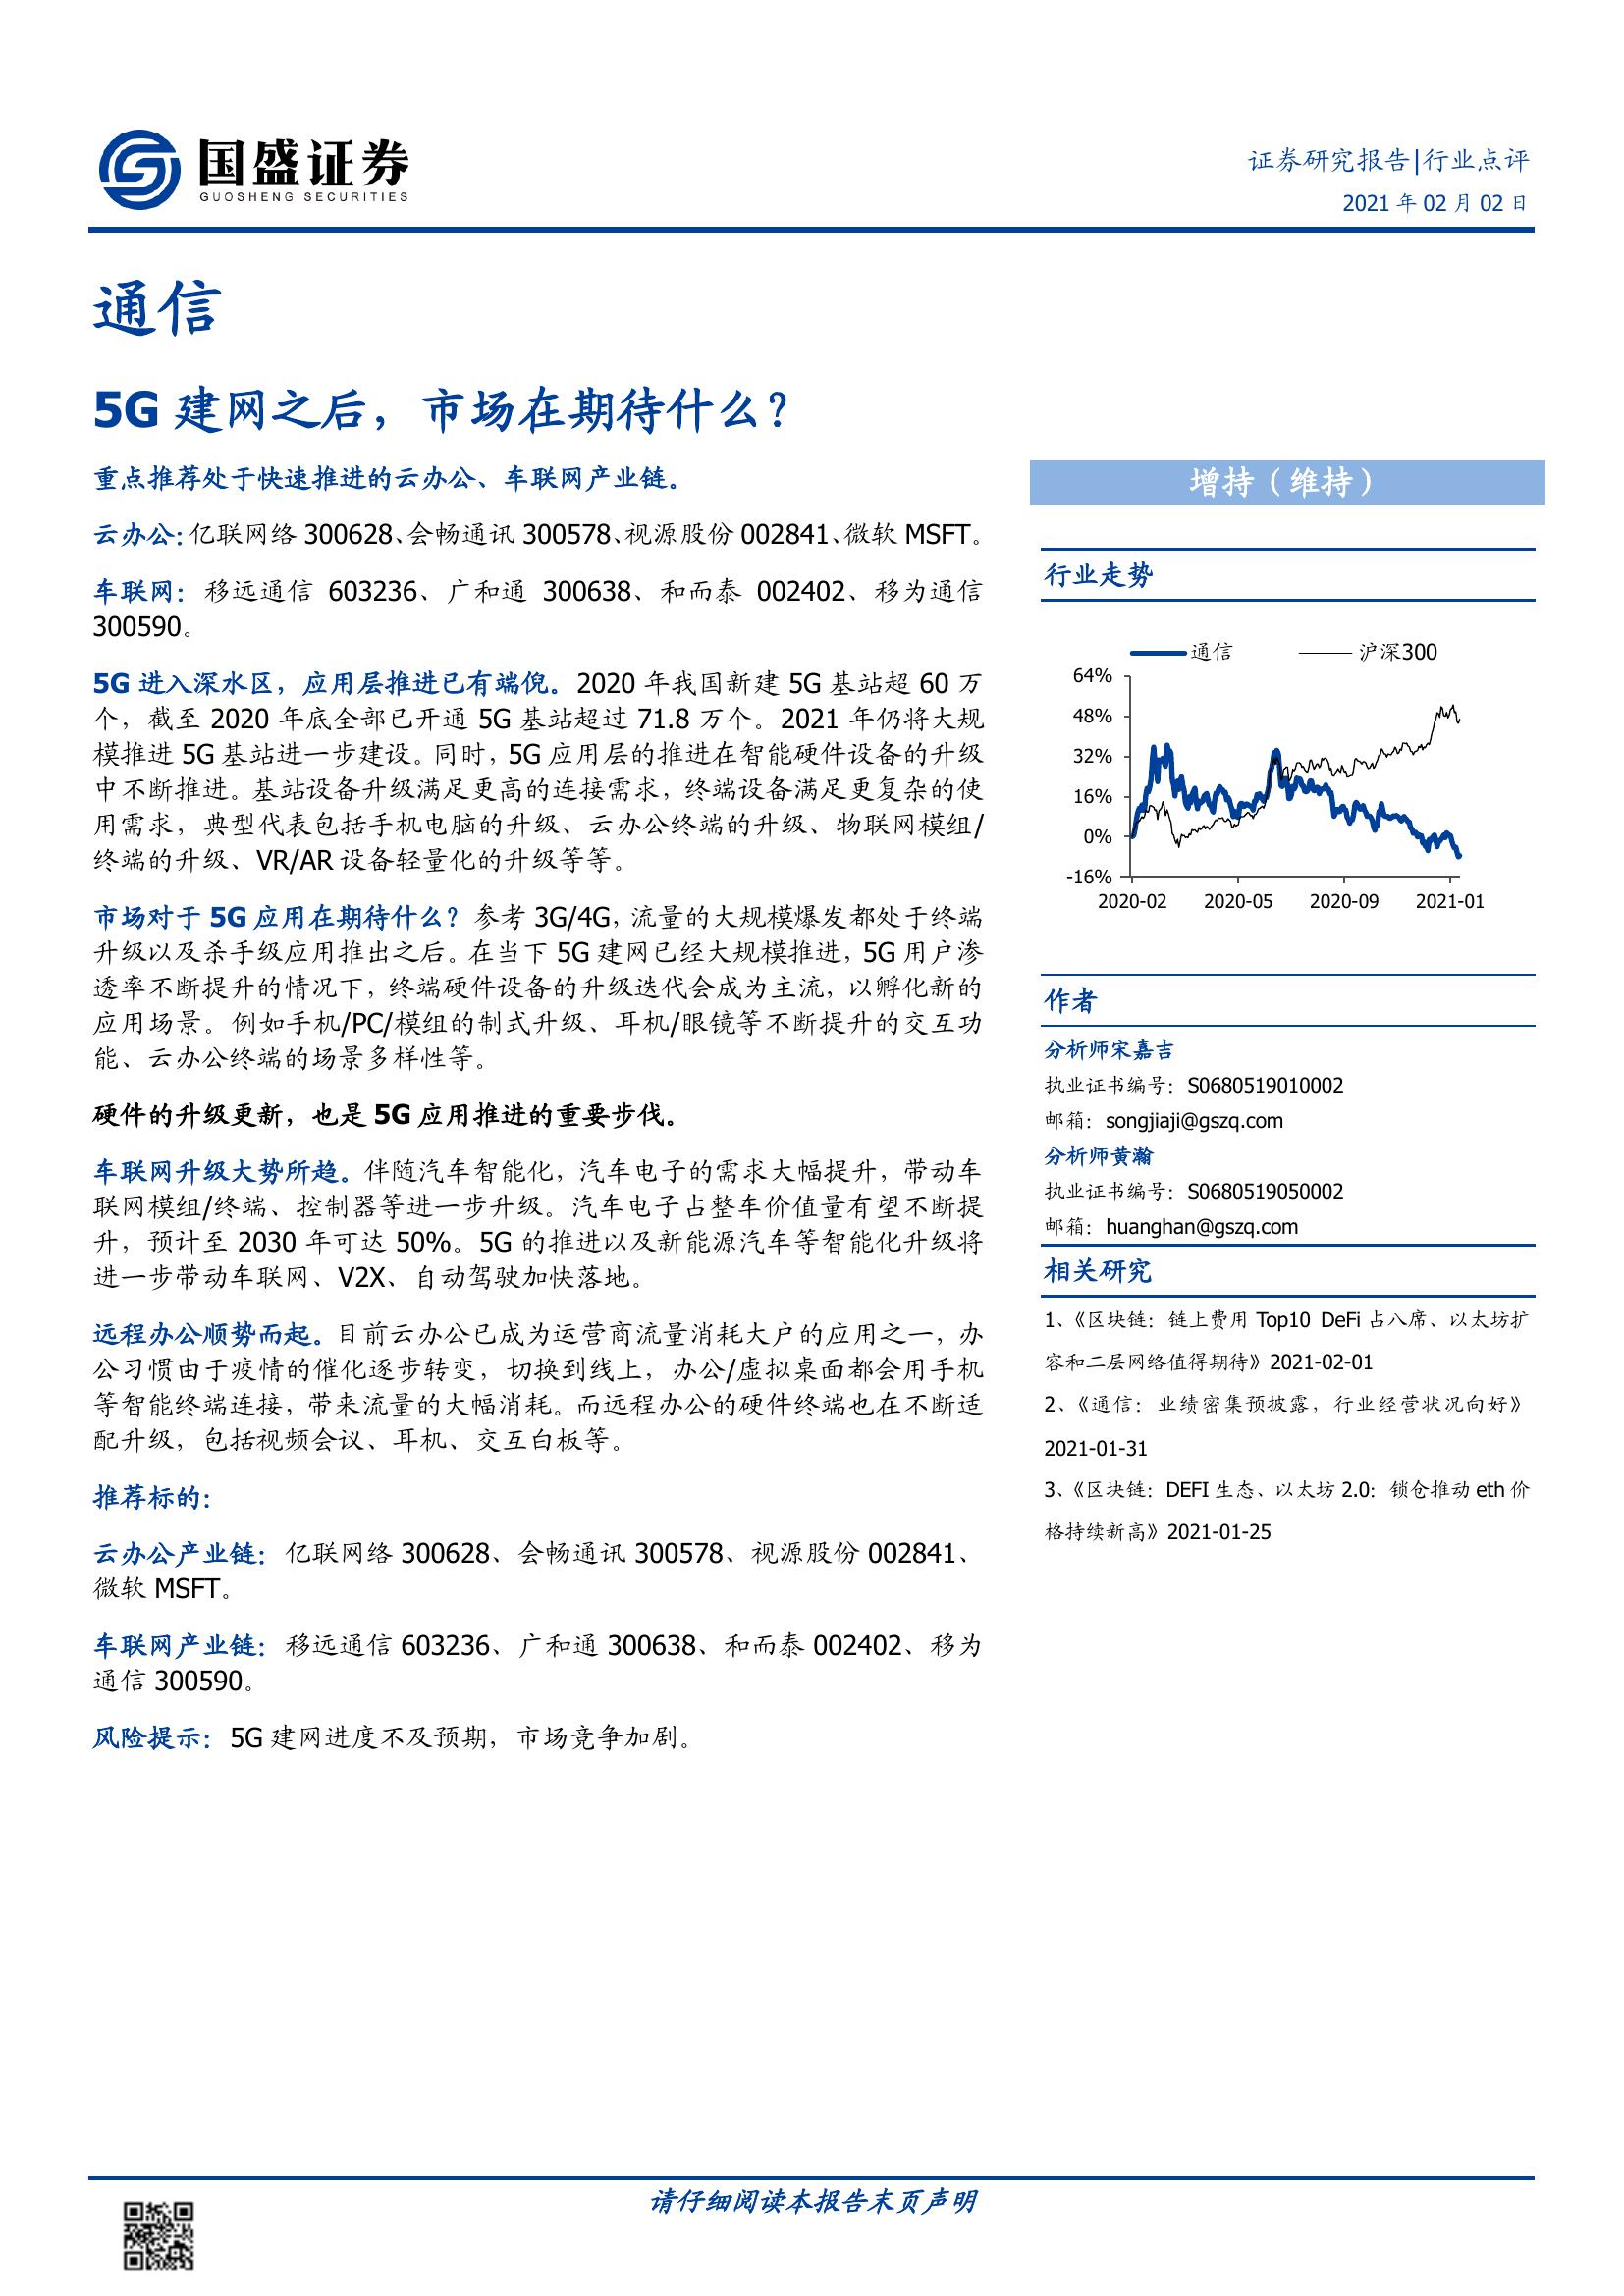 国盛证券
GUOSHENG SECURITIES
证券研究报告|行业点评
2021 年 02 月 02 日
通信
5G 建网之后，市场在期待什么？
重点推荐处于快速推进的云办公、车联网产业链。
云办公：亿联网络 300628、会畅通讯 300578、视源股份 002841、微软 MSFT。
车联网：移远通信 603236、广和通 300638、和而泰 002402、移为通信
300590。
5G 进入深水区，应用层推进已有端倪。2020 年我国新建 5G 基站超 60 万
个，截至 2020 年底全部已开通 5G 基站超过 71.8 万个。2021 年仍将大规
模推进 5G 基站进一步建设。同时，5G 应用层的推进在智能硬件设备的升级
中不断推进。基站设备升级满足更高的连接需求，终端设备满足更复杂的使
用需求，典型代表包括手机电脑的升级、云办公终端的升级、物联网模组/
终端的升级、VR/AR 设备轻量化的升级等等。
市场对于 5G 应用在期待什么？参考 3G/4G，流量的大规模爆发都处于终端
升级以及杀手级应用推出之后。在当下 5G 建网已经大规模推进，5G 用户渗
透率不断提升的情况下，终端硬件设备的升级迭代会成为主流，以孵化新的
应用场景。例如手机/PC/模组的制式升级、耳机/眼镜等不断提升的交互功
能、云办公终端的场景多样性等。
硬件的升级更新，也是 5G 应用推进的重要步伐。
车联网升级大势所趋。伴随汽车智能化，汽车电子的需求大幅提升，带动车
联网模组/终端、控制器等进一步升级。汽车电子占整车价值量有望不断提
升，预计至 2030 年可达 50%。5G 的推进以及新能源汽车等智能化升级将
进一步带动车联网、V2X、自动驾驶加快落地。
远程办公顺势而起。目前云办公已成为运营商流量消耗大户的应用之一，办
公习惯由于疫情的催化逐步转变，切换到线上，办公/虚拟桌面都会用手机
等智能终端连接，带来流量的大幅消耗。而远程办公的硬件终端也在不断适
配升级，包括视频会议、耳机、交互白板等。
推荐标的：
云办公产业链：亿联网络 300628、会畅通讯 300578、视源股份 002841、
微软 MSFT。
车联网产业链：移远通信 603236、广和通 300638、和而泰 002402、移为
通信 300590。
风险提示：5G 建网进度不及预期，市场竞争加剧。
增持（维持）
行业走势
通信 沪深300
64%
48%
32%
16%
0%
-16%
2020-02 2020-05 2020-09 2021-01
作者
分析师宋嘉吉
执业证书编号：S0680519010002
邮箱：songjiaji@gszq.com
分析师黄瀚
执业证书编号：S0680519050002
邮箱：huanghan@gszq.com
相关研究
1、《区块链：链上费用 Top10 DeFi 占八席、以太坊扩
容和二层网络值得期待》2021-02-01
2、《通信：业绩密集预披露，行业经营状况向好》
2021-01-31
3、《区块链：DEFI 生态、以太坊 2.0：锁仓推动 eth 价
格持续新高》2021-01-25
请仔细阅读本报告末页声明